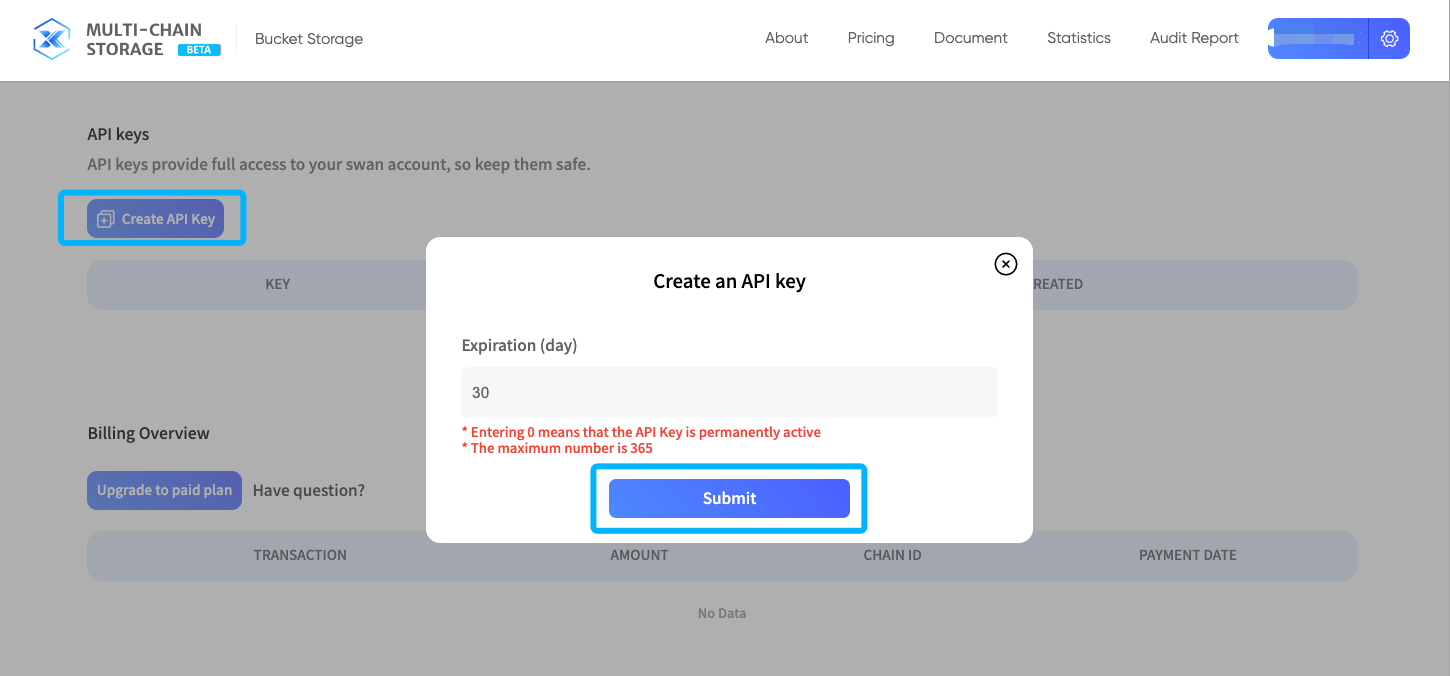 MULTI-CHAIN
STORAGE BETA
Bucket Storage
About
Pricing
Document
Statistics
Audit Report
API keys
API keys provide full access to your swan account, so keep them safe.
Create API Key
KEY
REATED
Create an API key
Expiration (day)
30
* Entering 0 means that the API Key is permanently active
* The maximum number is 365
Submit
Billing Overview
Upgrade to paid plan
Have question?
TRANSACTION
AMOUNT
CHAIN ID
PAYMENT DATE
No Data